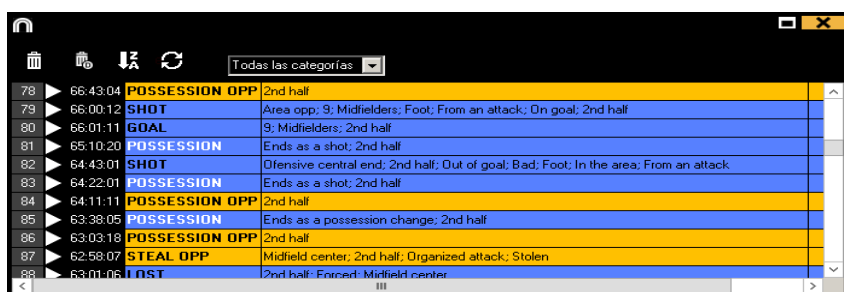 Todas las categorías
78 66:43:04 POSSESSION OPP 2nd half
79 66:00:12 SHOT Area opp; 9; Midfielders; Foot; From an attack; On goal; 2nd half
80 66:01:11 GOAL 9; Midfielders; 2nd half
81 65:10:20 POSSESSION Ends as a shot; 2nd half
82 64:43:01 SHOT Ofensive central end; 2nd half; Out of goal; Bad; Foot; In the area; From an attack
83 64:22:01 POSSESSION Ends as a shot; 2nd half
84 64:11:11 POSSESSION OPP 2nd half
85 63:38:05 POSSESSION Ends as a possession change; 2nd half
86 63:03:18 POSSESSION OPP 2nd half
87 62:58:07 STEAL OPP Midfield center; 2nd half; Organized attack; Stolen
88 63:01:06 LOST 2nd half; Forced; Midfield center